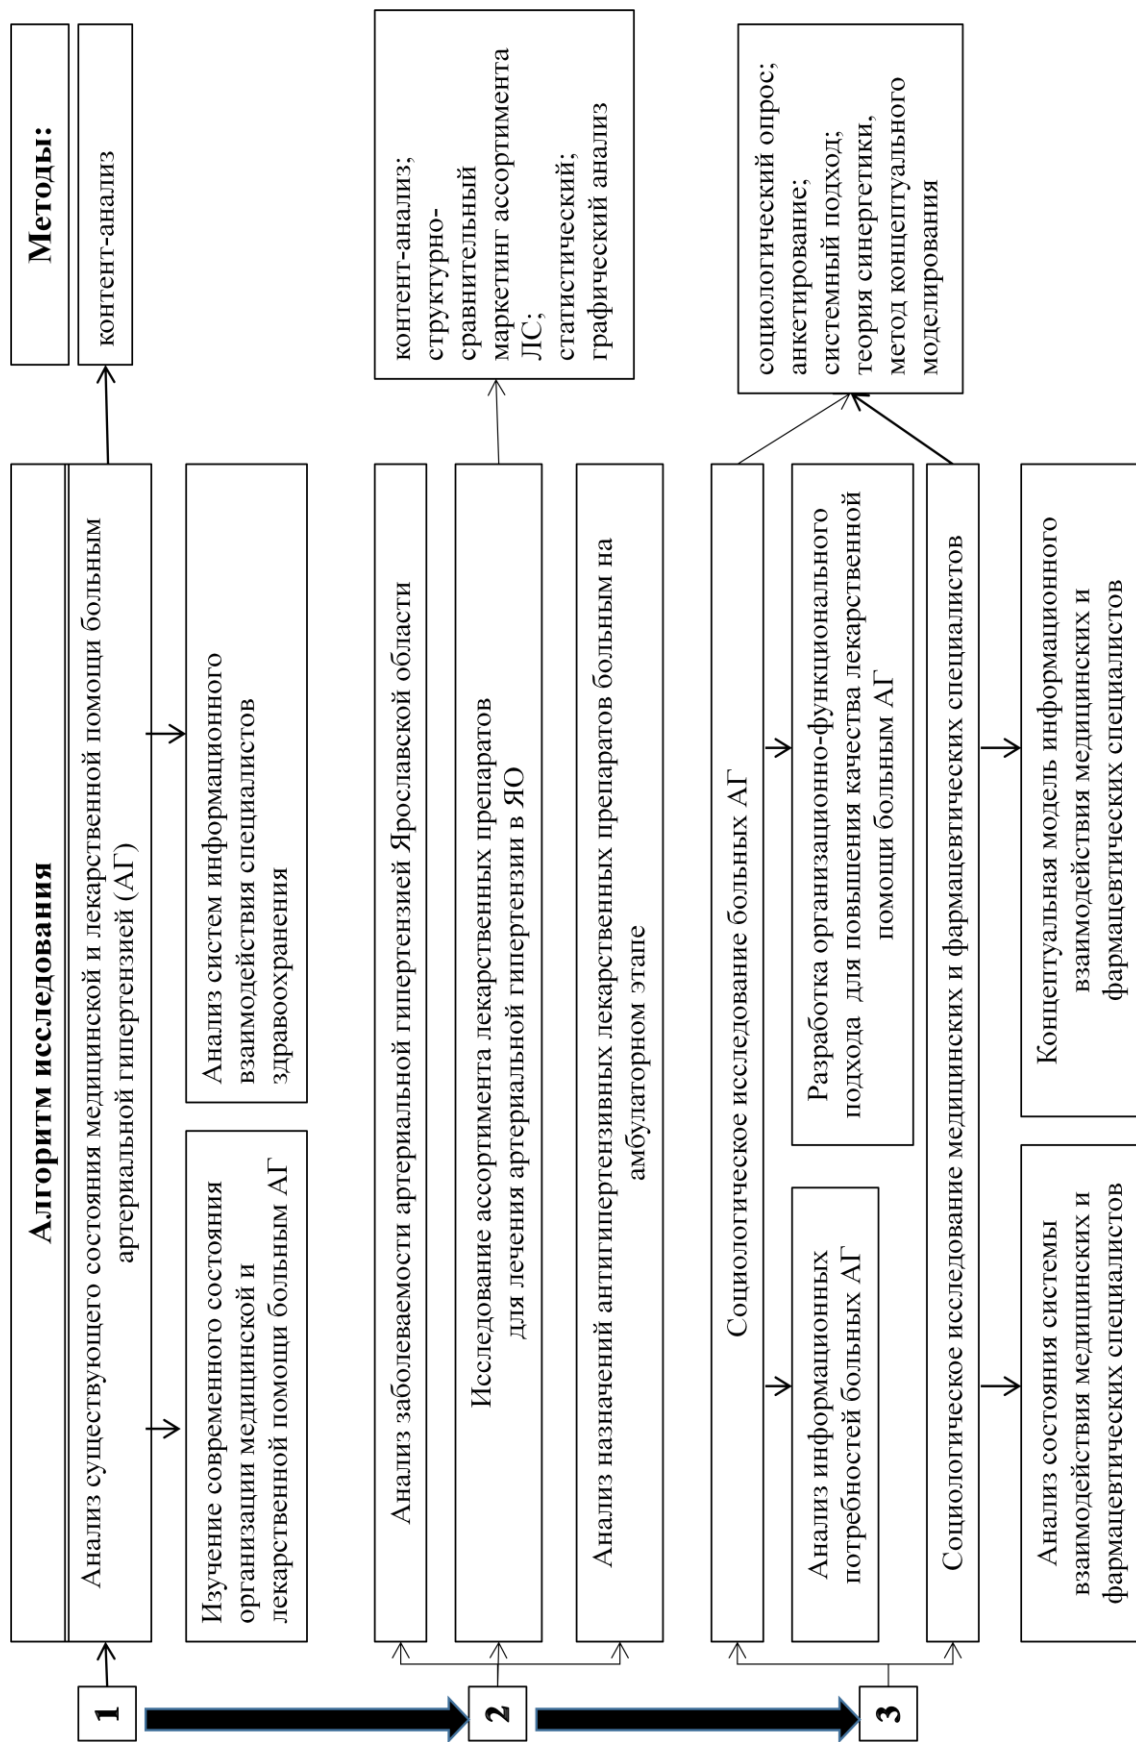 Алгоритм исследования
Методы:
1
Анализ существующего состояния медицинской и лекарственной помощи больным
артериальной гипертензией (АГ)
контент-анализ
Изучение современного состояния
организации медицинской и
лекарственной помощи больным АГ
Анализ систем информационного
взаимодействия специалистов
здравоохранения
2
Анализ заболеваемости артериальной гипертензией Ярославской области
Исследование ассортимента лекарственных препаратов
для лечения артериальной гипертензии в ЯО
Анализ назначений антигипертензивных лекарственных препаратов больным на
амбулаторном этапе
контент-анализ;
структурно-
сравнительный
маркетинг ассортимента
ЛС;
статистический;
графический анализ
3
Социологическое исследование больных АГ
Анализ информационных
потребностей больных АГ
Разработка организационно-функционального
подхода для повышения качества лекарственной
помощи больным АГ
Социологическое исследование медицинских и фармацевтических специалистов
Анализ состояния системы
взаимодействия медицинских и
фармацевтических специалистов
Концептуальная модель информационного
взаимодействия медицинских и
фармацевтических специалистов
социологический опрос;
анкетирование;
системный подход;
теория синергетики,
метод концептуального
моделирования